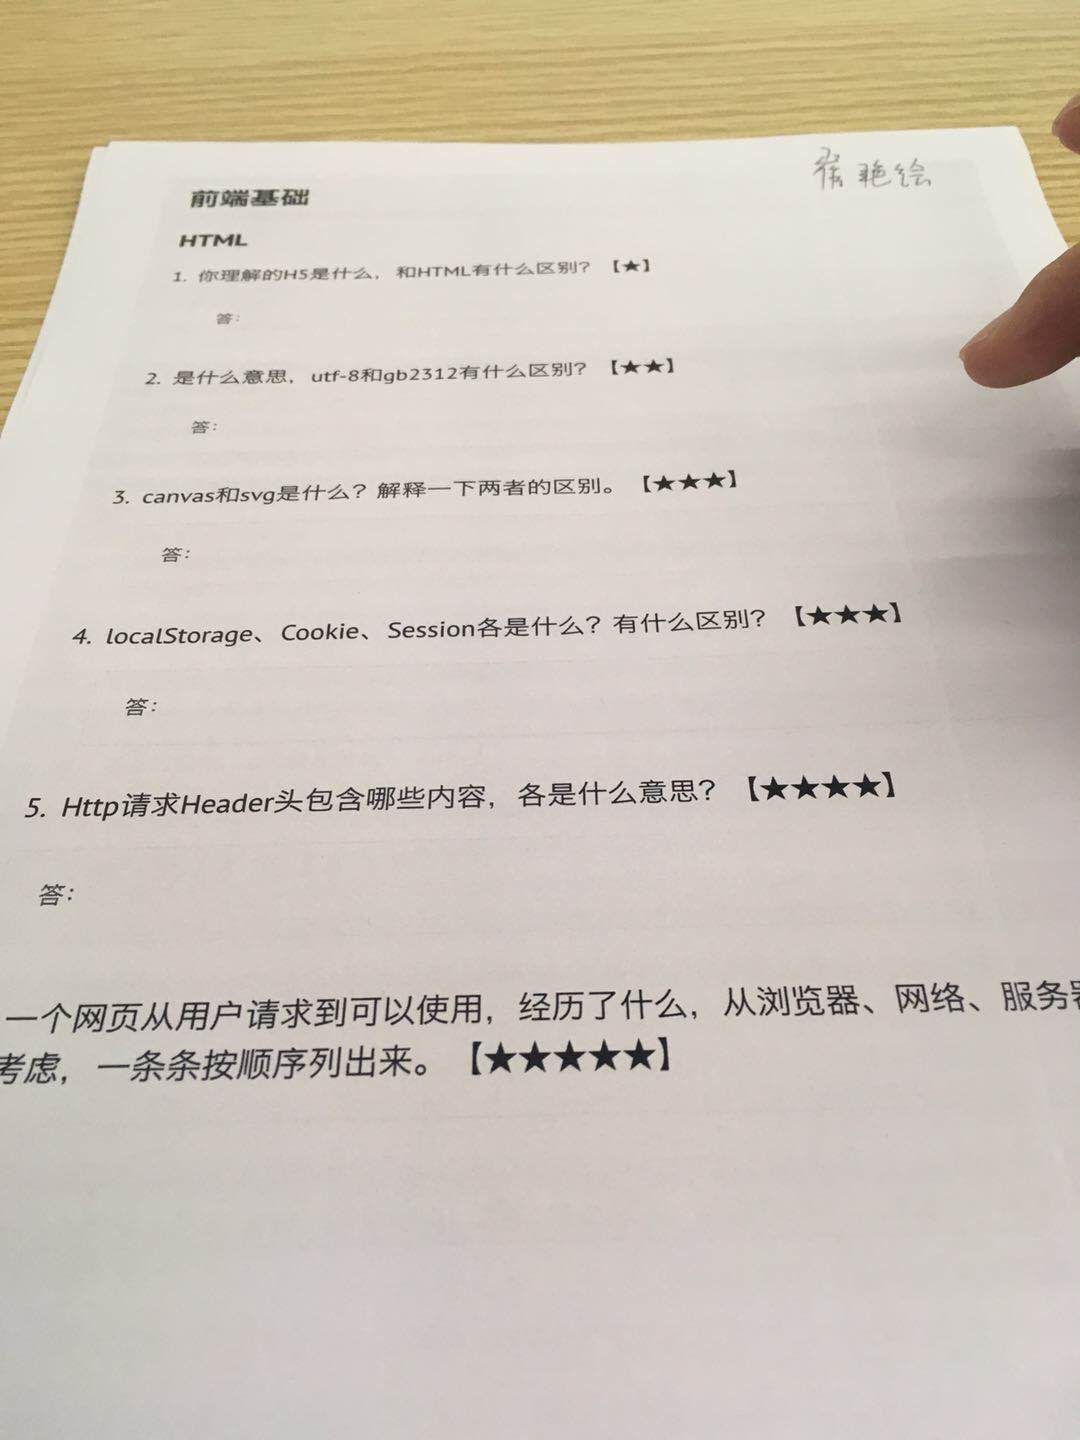 前端基础
艳绘
HTML
1. 你理解的H5是什么，和HTML有什么区别？【★】
答：
2. 是什么意思，utf-8和gb2312有什么区别？【★★】
答：
3. canvas和svg是什么？解释一下两者的区别。【★★★】
答：
4. localStorage、Cookie、Session各是什么？有什么区别？【★★★】
答：
5. Http请求Header头包含哪些内容，各是什么意思？【★★★★】
答：
一个网页从用户请求到可以使用，经历了什么，从浏览器、网络、服务器
考虑，一条条按顺序列出来。【★★★★★】